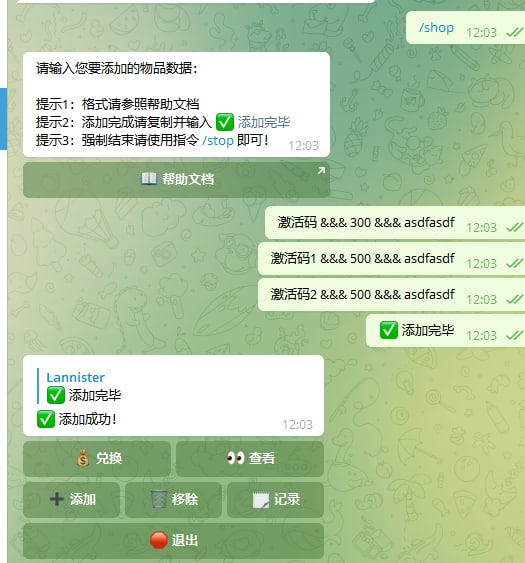 /shop 12:03
请输入您要添加的物品数据：
提示1：格式请参照帮助文档
提示2：添加完成请复制并输入 ✅ 添加完毕
提示3：强制结束请使用指令 /stop 即可！ 12:03
📖 帮助文档
激活码 &&& 300 &&& asdfasdf 12:03
激活码1 &&& 500 &&& asdfasdf 12:03
激活码2 &&& 500 &&& asdfasdf 12:03
✅ 添加完毕 12:03
Lannister
✅ 添加完毕
✅ 添加成功！ 12:03
💰 兑换 👀 查看
➕ 添加 🗑️ 移除 🗒️ 记录
🛑 退出